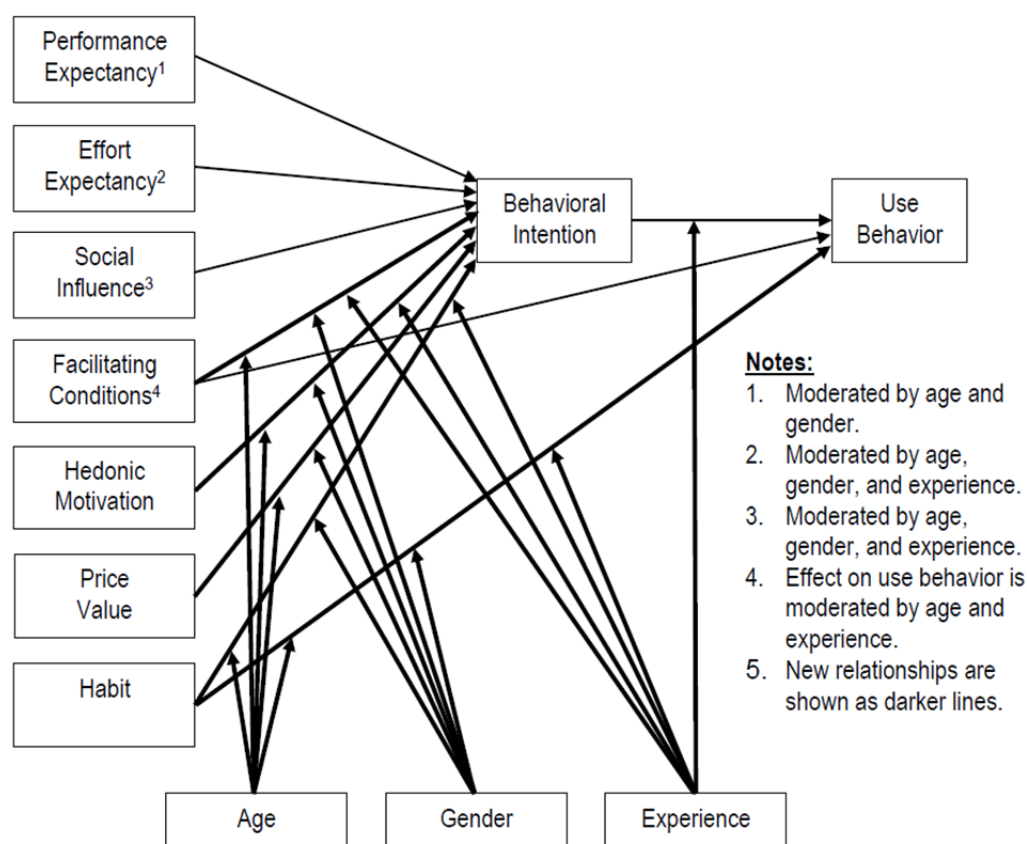 Performance
Expectancy1
Effort
Expectancy2
Social
Influence3
Facilitating
Conditions4
Hedonic
Motivation
Price
Value
Habit
Behavioral
Intention
Use
Behavior
Notes:
1. Moderated by age and
gender.
2. Moderated by age,
gender, and experience.
3. Moderated by age,
gender, and experience.
4. Effect on use behavior is
moderated by age and
experience.
5. New relationships are
shown as darker lines.
Age
Gender
Experience